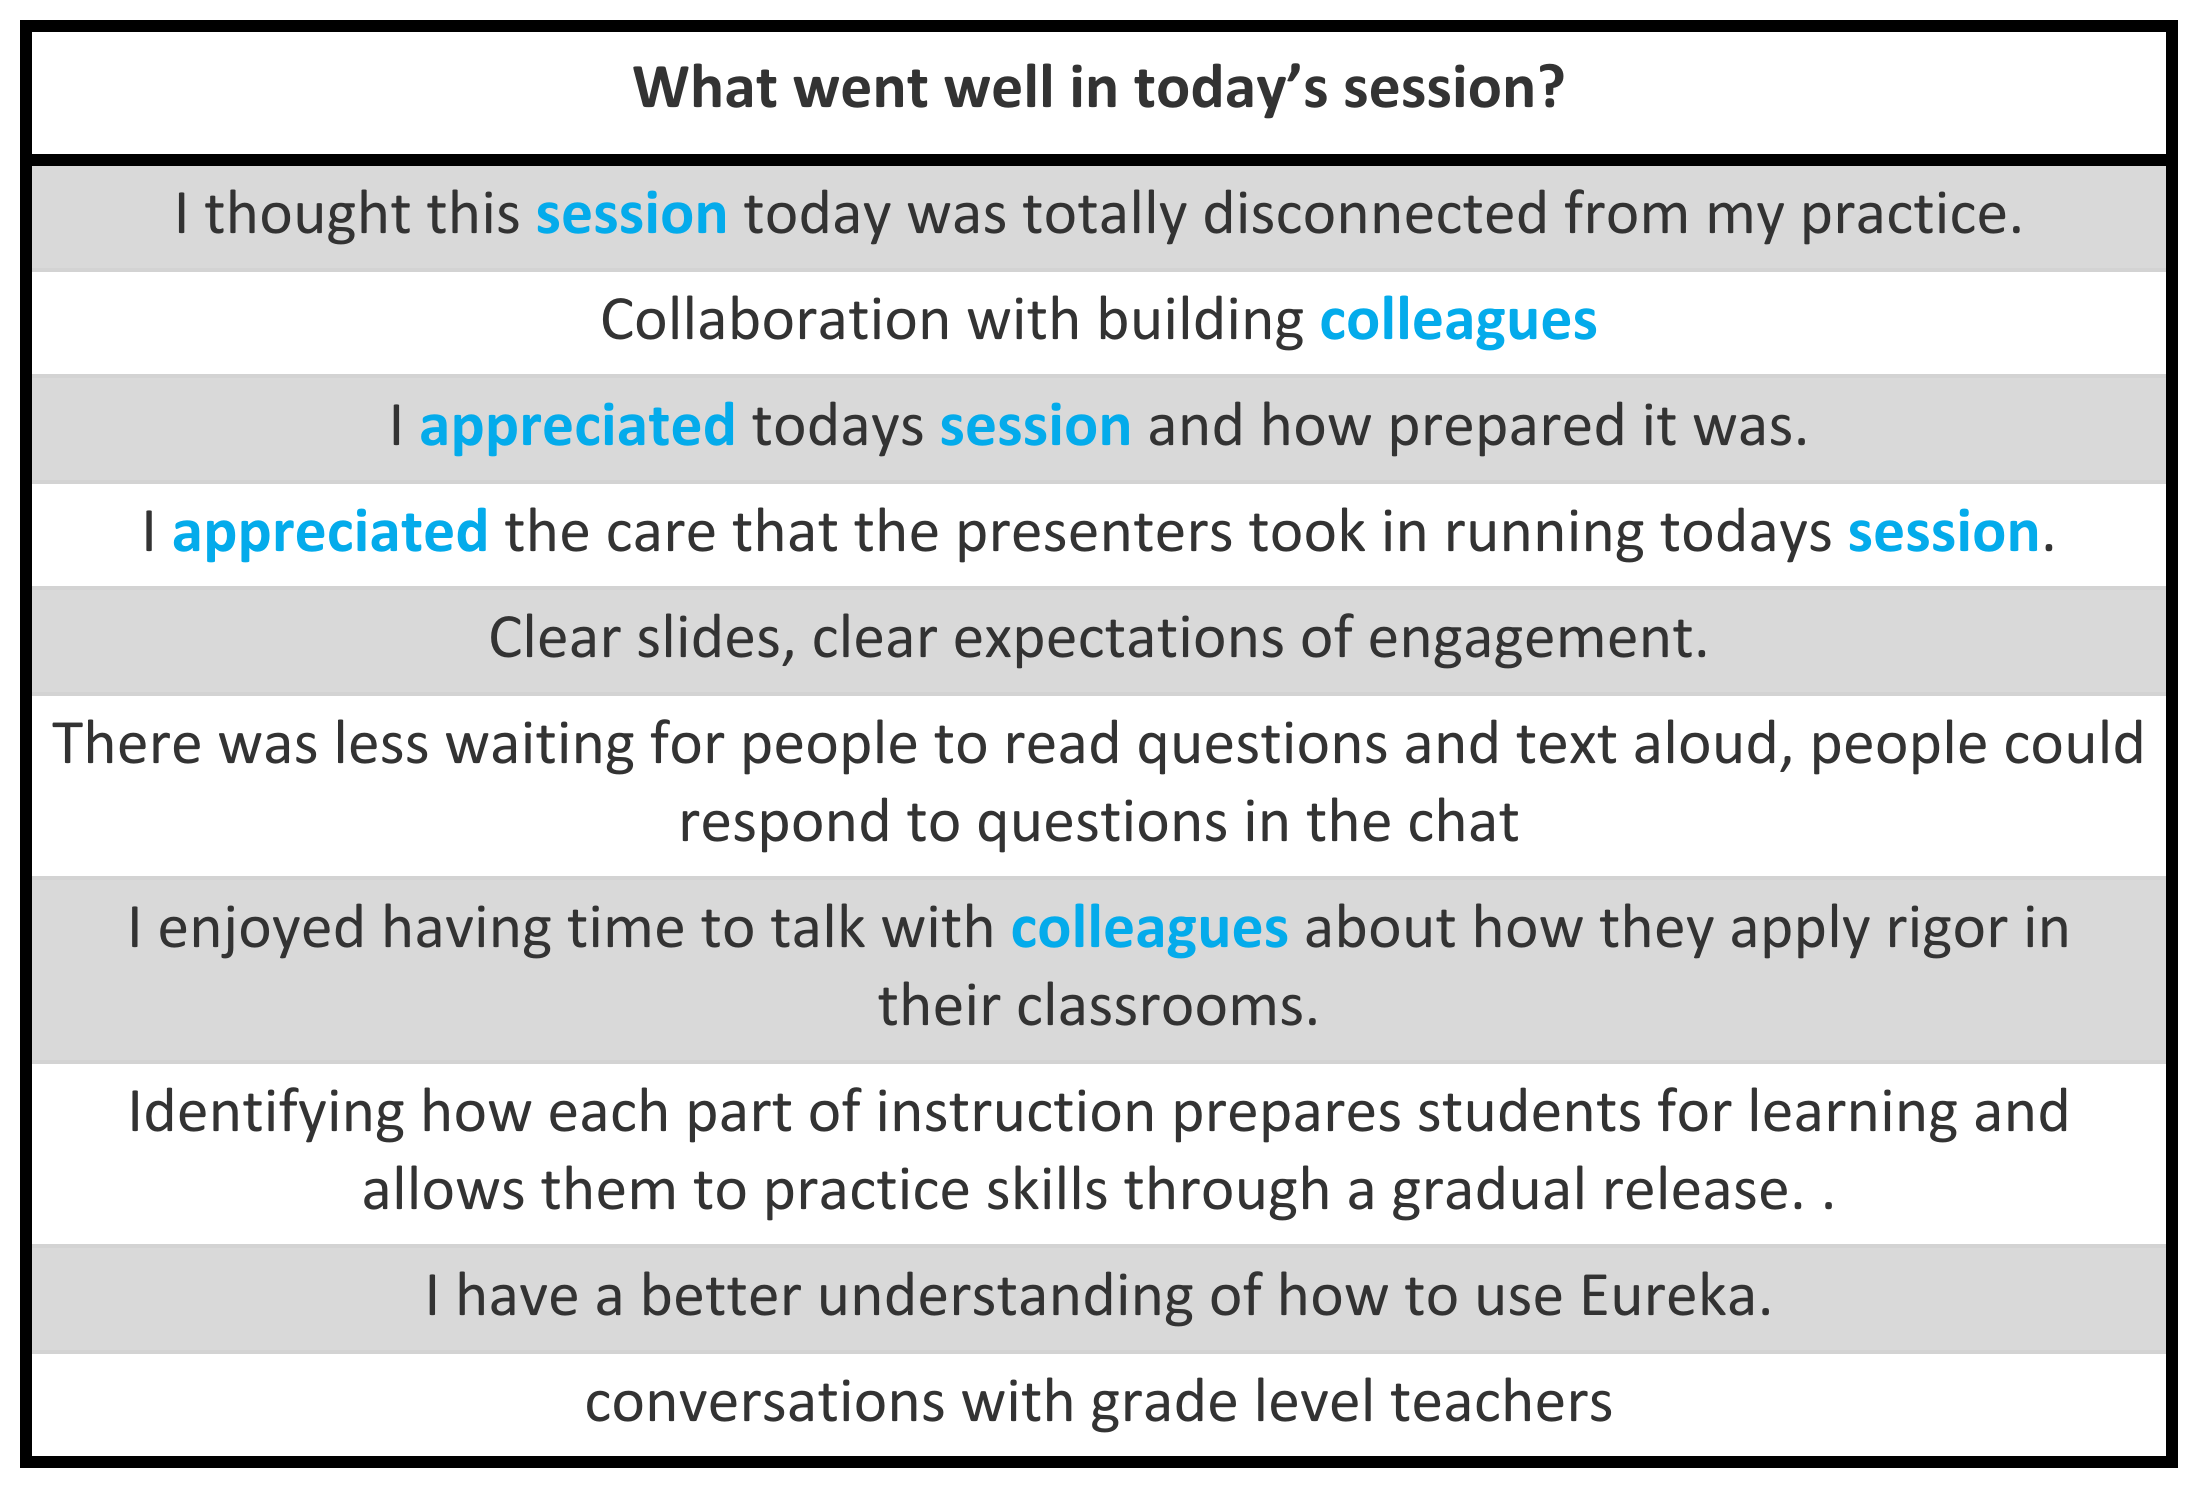 What went well in today’s session?
I thought this session today was totally disconnected from my practice.
Collaboration with building colleagues
I appreciated todays session and how prepared it was.
I appreciated the care that the presenters took in running todays session.
Clear slides, clear expectations of engagement.
There was less waiting for people to read questions and text aloud, people could
respond to questions in the chat
I enjoyed having time to talk with colleagues about how they apply rigor in
their classrooms.
Identifying how each part of instruction prepares students for learning and
allows them to practice skills through a gradual release. .
I have a better understanding of how to use Eureka.
conversations with grade level teachers